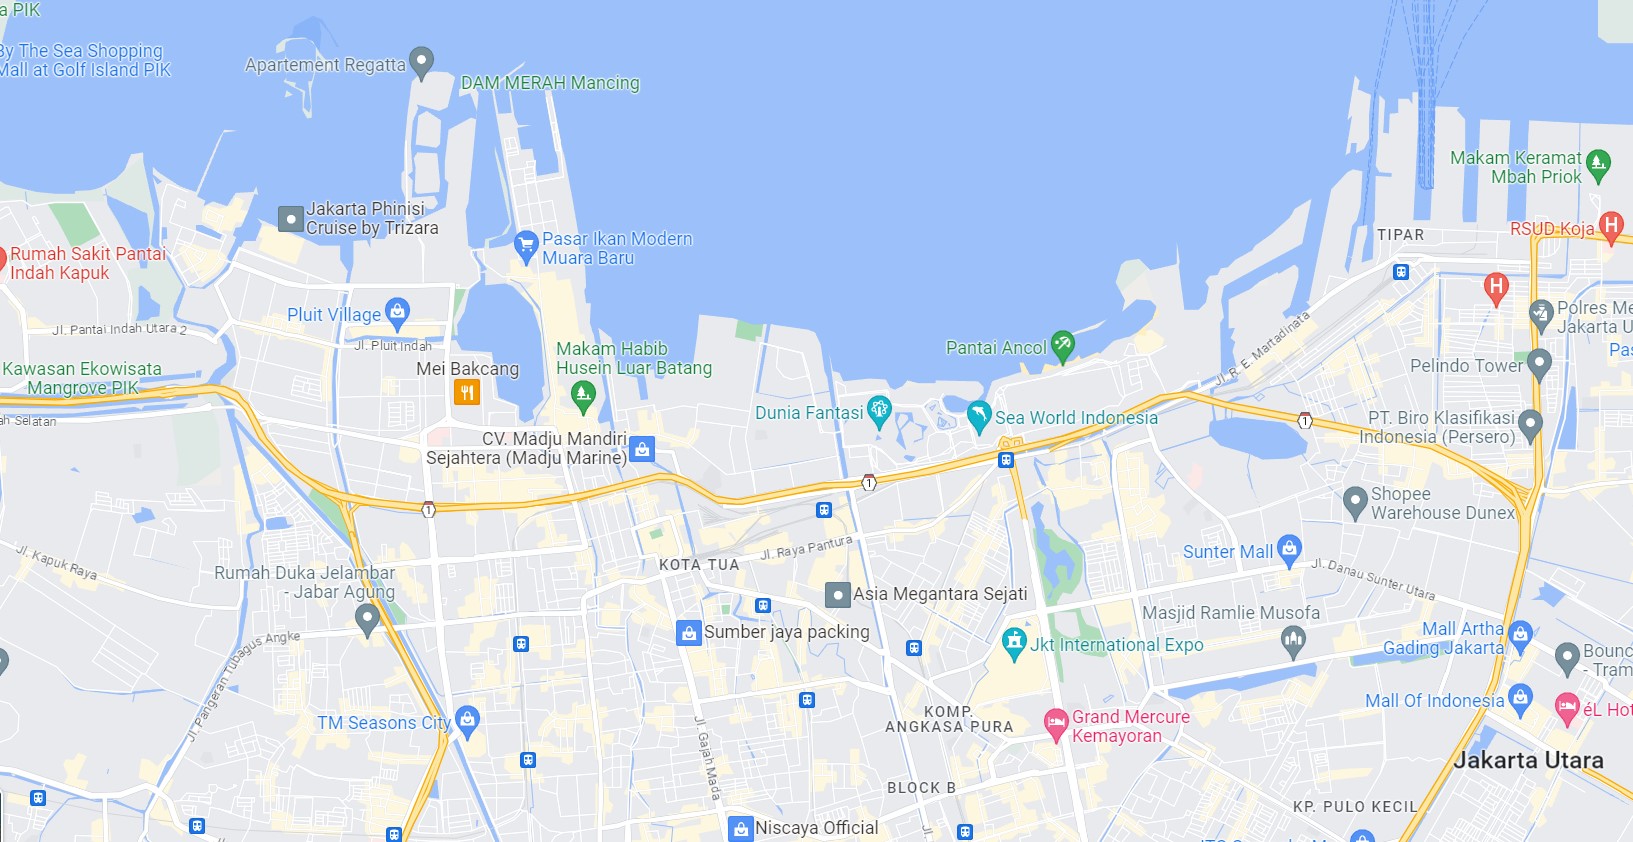 a PIK
By The Sea Shopping
Mall at Golf Island PIK
Apartement Regatta
DAM MERAH Mancing
Makam Keramat
Mbah Priok
Jakarta Phinisi
Cruise by Trizara
RSUD Koja
H
TIPAR
Pasar Ikan Modern
Muara Baru
Rumah Sakit Pantai
Indah Kapuk
H
Pluit Village
Polres Me
Jakarta U
Jl. Pantai Indah Utara 2
Jl. Pluit Indah
Jl. R. E. Martadinata
Pantai Ancol
Pas
Makam Habib
Husein Luar Batang
Kawasan Ekowisata
Mangrove PIK
Mei Bakcang
Pelindo Tower
Dunia Fantasi
Sea World Indonesia
ah Selatan
1
PT. Biro Klasifikasi
Indonesia (Persero)
CV. Madju Mandiri
Sejahtera (Madju Marine)
1
1
Shopee
Warehouse Dunex
Jl. Kapuk Raya
Jl. Raya Pantura
Sunter Mall
KOTA TUA
Jl. Danau Sunter Utara
Rumah Duka Jelambar
- Jabar Agung
Asia Megantara Sejati
Masjid Ramlie Musofa
Sumber jaya packing
Mall Artha
Gading Jakarta
Jkt International Expo
Jl. Pangeran Tubagus Angke
Bounc
- Tram
Mall Of Indonesia
éL Hot
TM Seasons City
KOMP.
ANGKASA PURA
Grand Mercure
Kemayoran
Jl. Gajah Mada
Jakarta Utara
BLOCK B
KP. PULO KECIL
Niscaya Official
Jl.